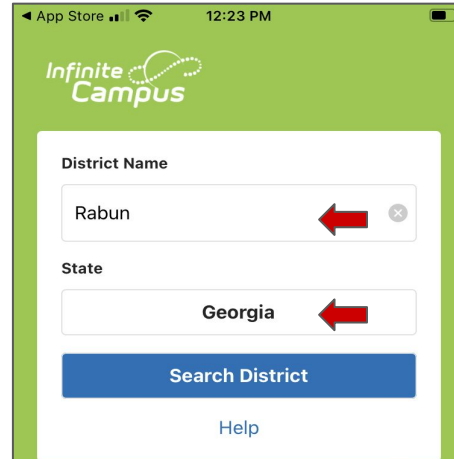 App Store
12:23 PM
Infinite
Campus
District Name
Rabun
State
Georgia
Search District
Help